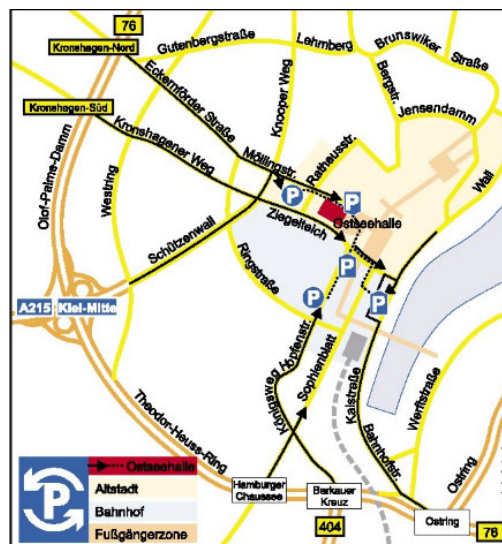 76
Kronshagen-Nord
Gutenbergstraße
Lehmberg
Brunswiker Straße
Eckernförder Straße
Knooper Weg
Bergstr.
Jensendamm
Kronshagen-Süd
Kronshagener Weg
Olof-Palme-Damm
Westring
Möllingstr.
Rathausstr.
P
P
Ostseehalle
Wall
Ziegelteich
Schützenwall
Ringstraße
P
P
P
A215
Kiel-Mitte
Hopfenstr.
Königsweg
Sophienblatt
Kaistraße
Werftstraße
Bahnhofstr.
Theodor-Heuss-Ring
Ostring
Hamburger
Chaussee
Barkauer
Kreuz
Ostring
404
76
P
Ostseehalle
Altstadt
Bahnhof
Fußgängerzone